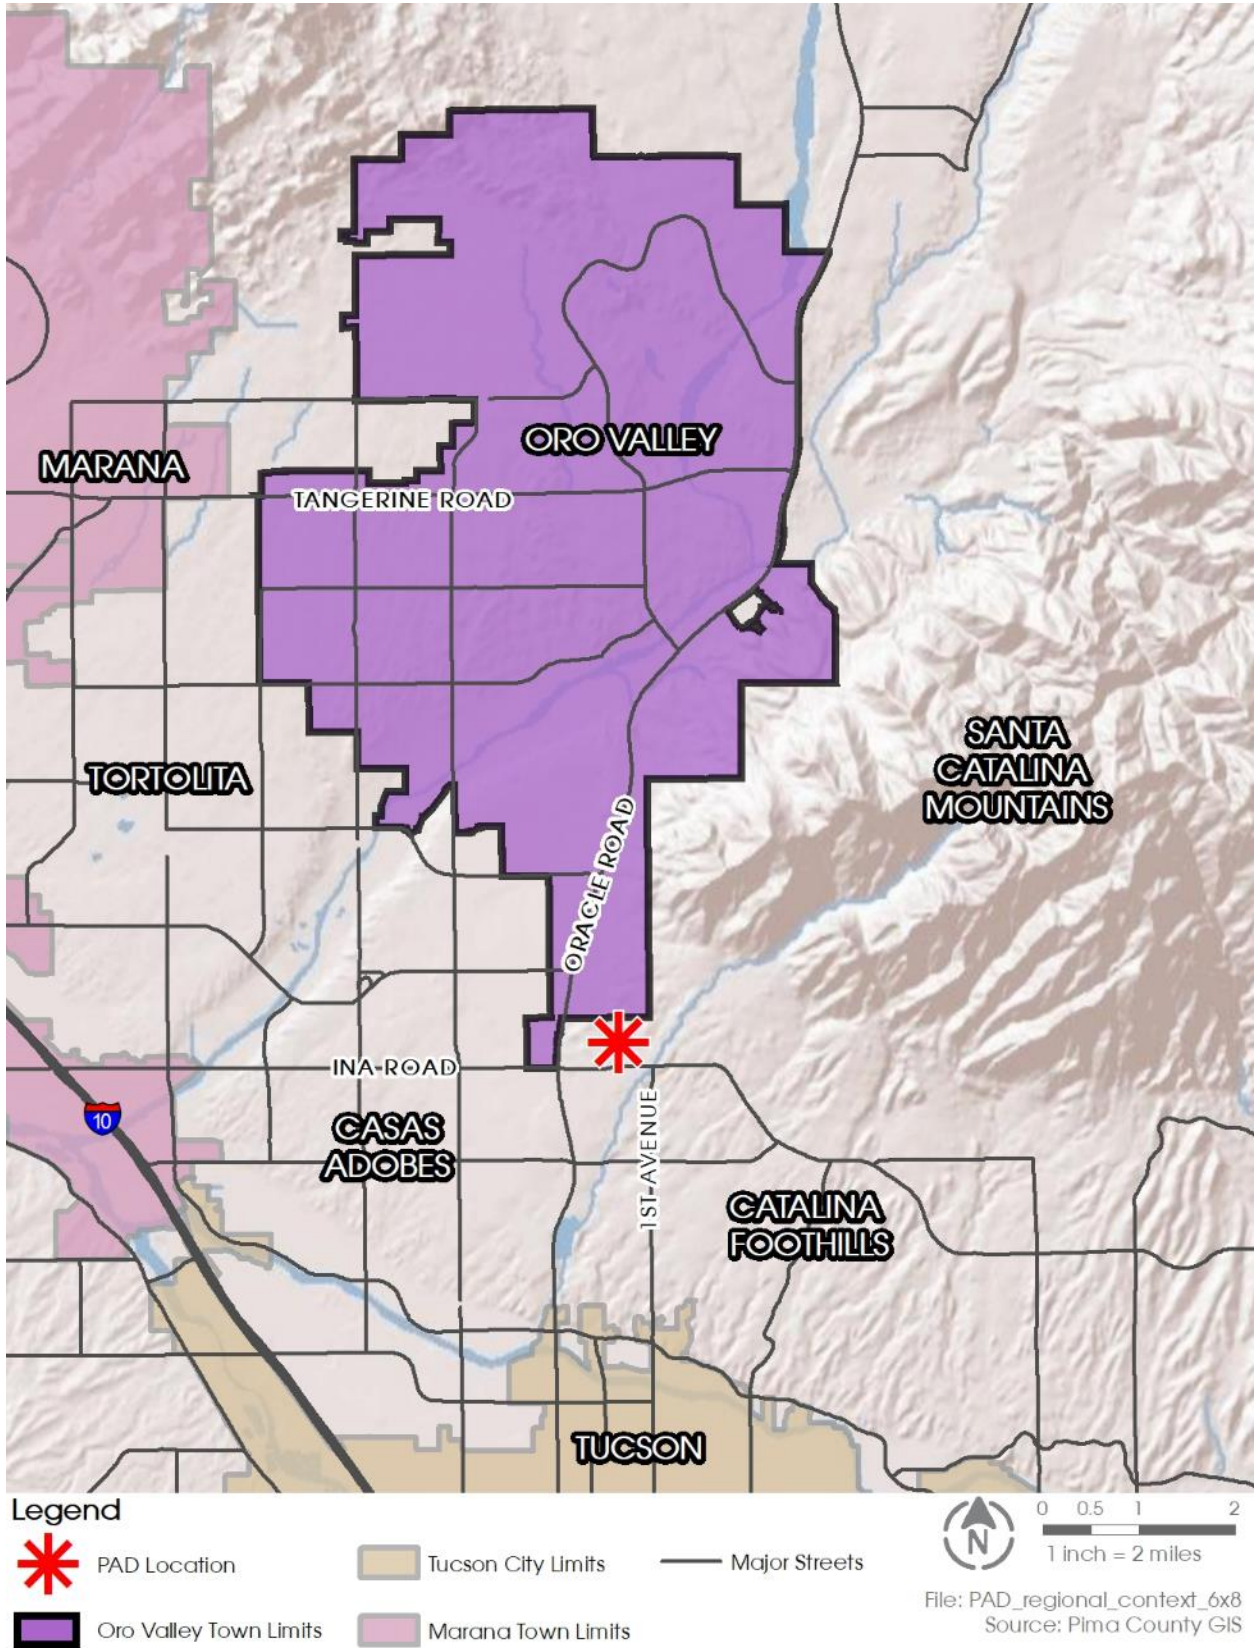 ORO VALLEY
MARANA
TANGERINE ROAD
SANTA
CATALINA
MOUNTAINS
TORTOLITA
ORACLE ROAD
INA ROAD
10
CASAS
ADOBES
1ST AVENUE
CATALINA
FOOTHILLS
TUCSON
Legend
PAD Location
Tucson City Limits
Major Streets
Oro Valley Town Limits
Marana Town Limits
N
0 0.5 1 2
1 inch = 2 miles
File: PAD_regional_context_6x8
Source: Pima County GIS